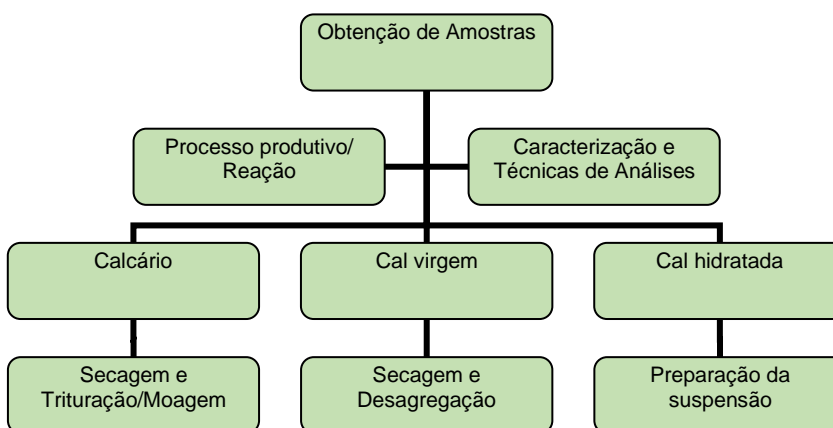 Obtenção de Amostras
Processo produtivo/
Reação
Caracterização e
Técnicas de Análises
Calcário
Cal virgem
Cal hidratada
Secagem e
Trituração/Moagem
Secagem e
Desagregação
Preparação da
suspensão